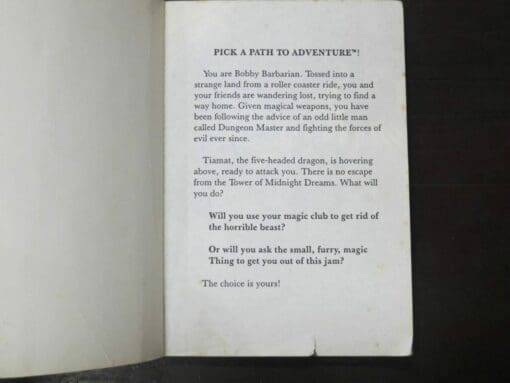 PICK A PATH TO ADVENTURE™!
You are Bobby Barbarian. Tossed into a
strange land from a roller coaster ride, you and
your friends are wandering lost, trying to find a
way home. Given magical weapons, you have
been following the advice of an odd little man
called Dungeon Master and fighting the forces of
evil ever since.
Tiamat, the five-headed dragon, is hovering
above, ready to attack you. There is no escape
from the Tower of Midnight Dreams. What will
you do?
Will you use your magic club to get rid of
the horrible beast?
Or will you ask the small, furry, magic
Thing to get you out of this jam?
The choice is yours!